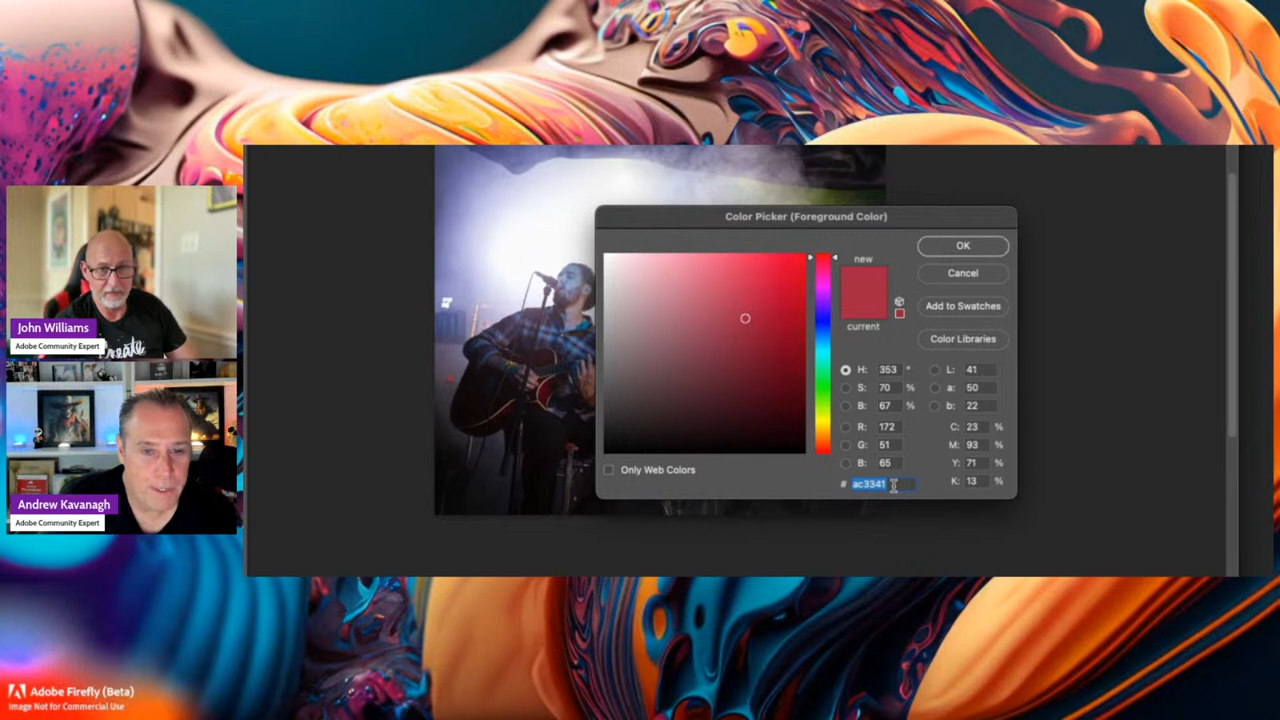 Color Picker (Foreground Color)
OK
Cancel
Add to Swatches
Color Libraries
new
current
H: 353 °
S: 70 %
B: 67 %
R: 172
G: 51
B: 65
# ac3341
L: 41
a: 50
b: 22
C: 23 %
M: 93 %
Y: 71 %
K: 13 %
Only Web Colors
John Williams
Adobe Community Expert
Create
Andrew Kavanagh
Adobe Community Expert
Adobe Firefly (Beta)
Image Not for Commercial Use